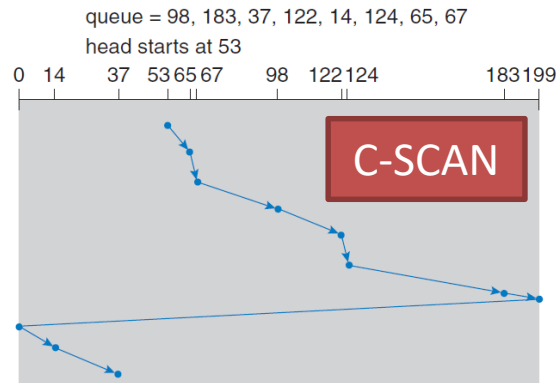 queue = 98, 183, 37, 122, 14, 124, 65, 67
head starts at 53
0 14 37 53 65 67 98 122 124 183 199
C-SCAN